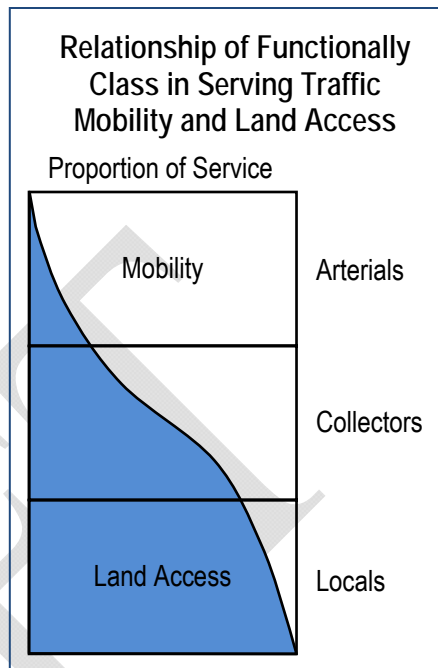 Relationship of Functionally
Class in Serving Traffic
Mobility and Land Access
Proportion of Service
Mobility
Arterials
Collectors
Land Access
Locals